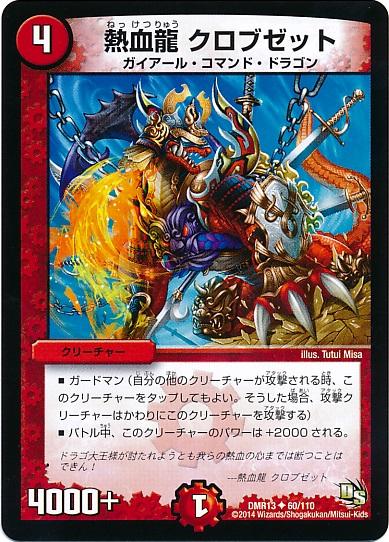 4
ねっけつりゅう
熱血龍 クロブゼット
ガイアール・コマンド・ドラゴン
クリーチャー
illus. Tutui Misa
■ ガードマン(自分の他のクリーチャーが攻撃される時、こ
のクリーチャーをタップしてもよい。そうした場合、攻撃ク
リーチャーはかわりにこのクリーチャーを攻撃する)
■ バトル中、このクリーチャーのパワーは +2000 される。
ドラゴ大王様が討たれようとも我らの熱血の心までは断つことは
できん!
---熱血龍 クロブゼット
4000+
1
DS
DMR13 ◆ 60/110
©2014 Wizards/Shogakukan/Mitsui-Kids